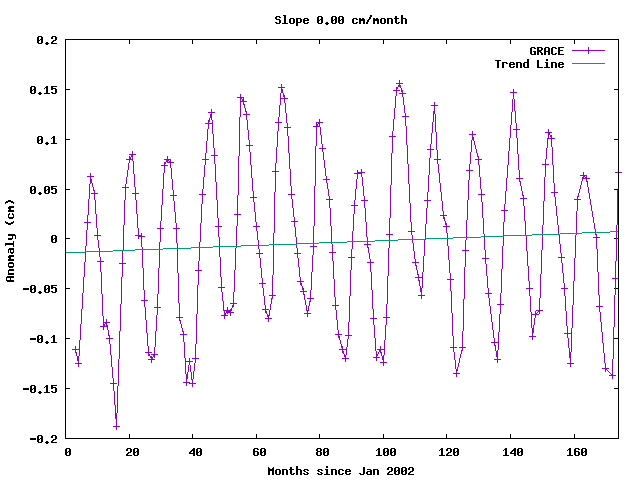 Slope 0.00 cm/month
GRACE
Trend Line
0.2
0.15
0.1
0.05
0
-0.05
-0.1
-0.15
-0.2
Anomaly (cm)
0 20 40 60 80 100 120 140 160
Months since Jan 2002